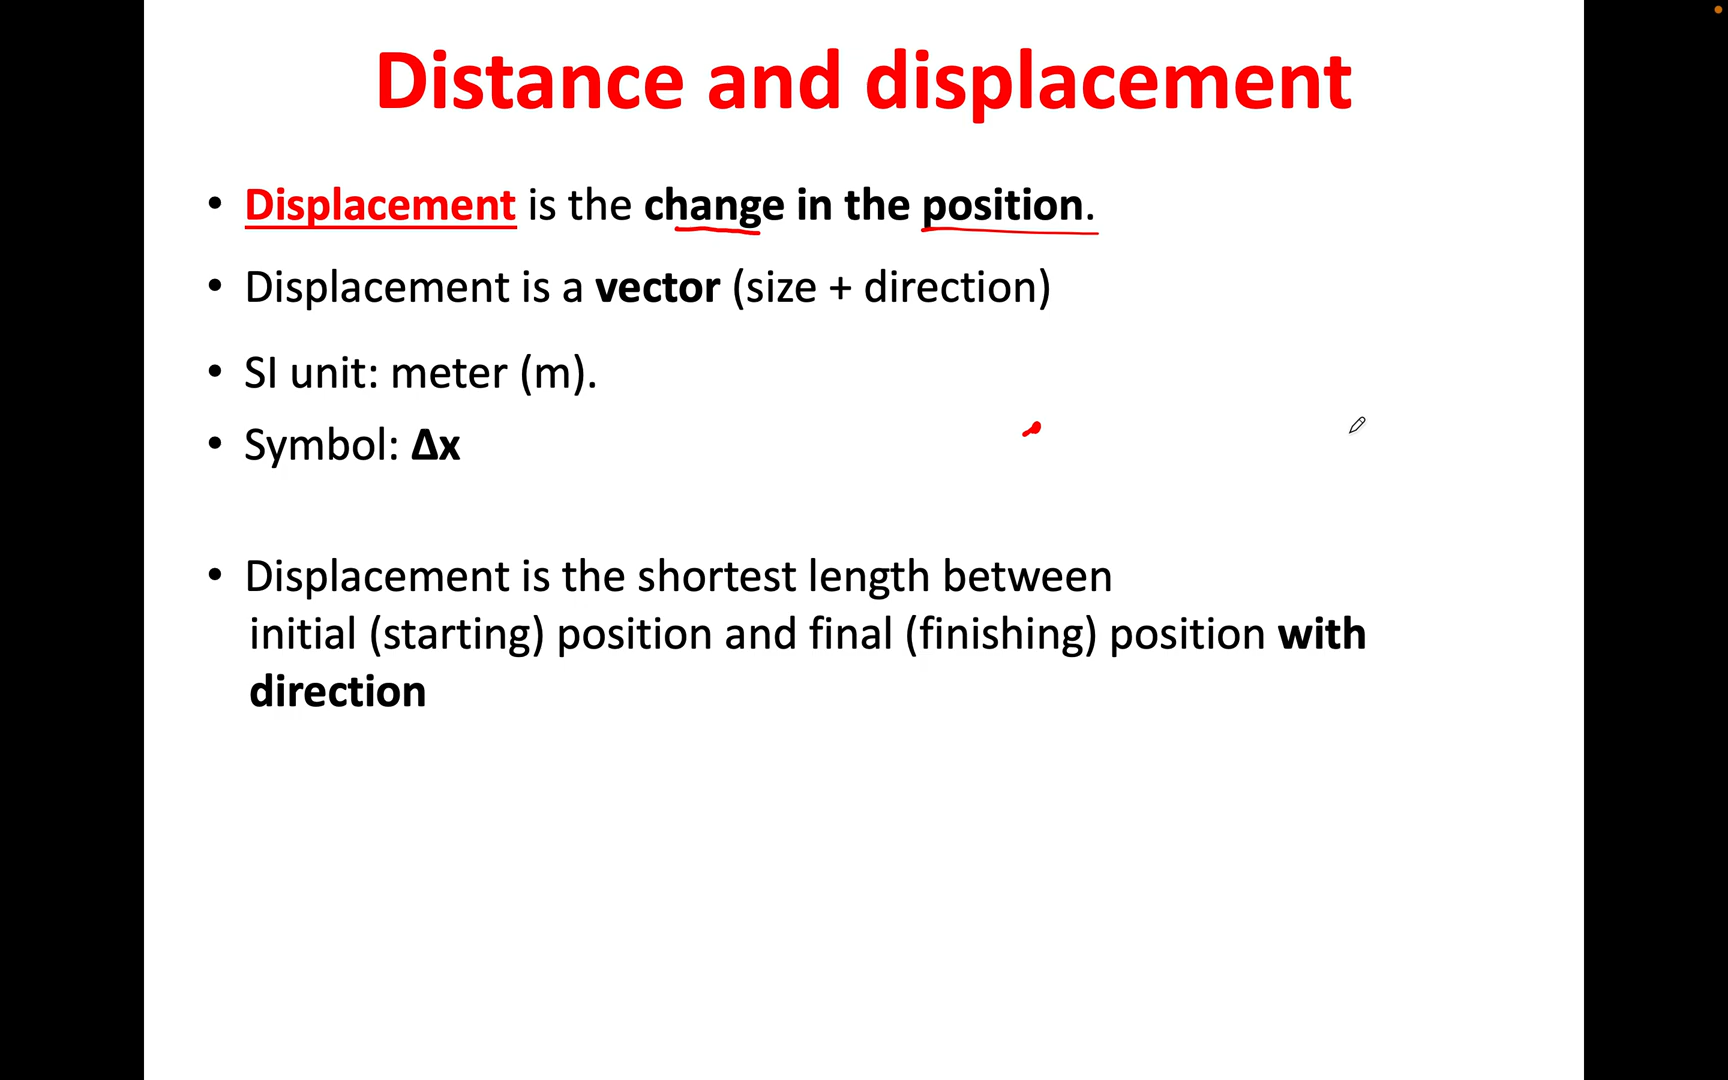 Distance and displacement
• Displacement is the change in the position.
• Displacement is a vector (size + direction)
• SI unit: meter (m).
• Symbol: Δx
• Displacement is the shortest length between
initial (starting) position and final (finishing) position with
direction